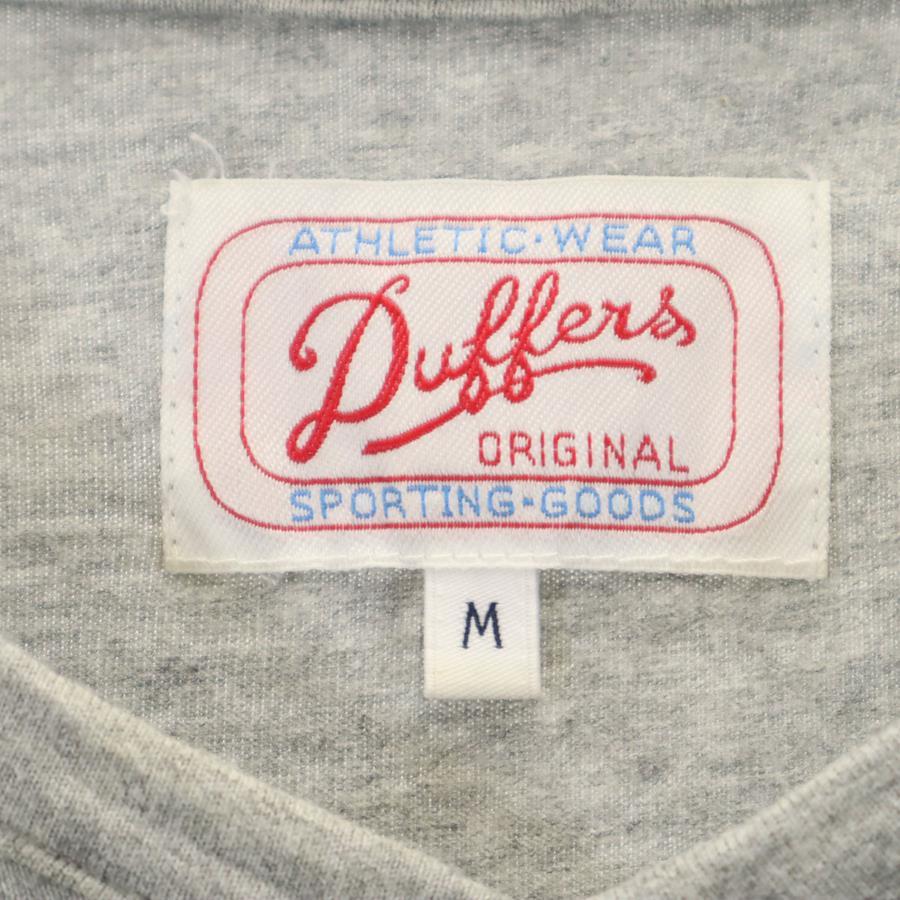 ATHLETIC·WEAR
Duffers
ORIGINAL
SPORTING-GOODS
M